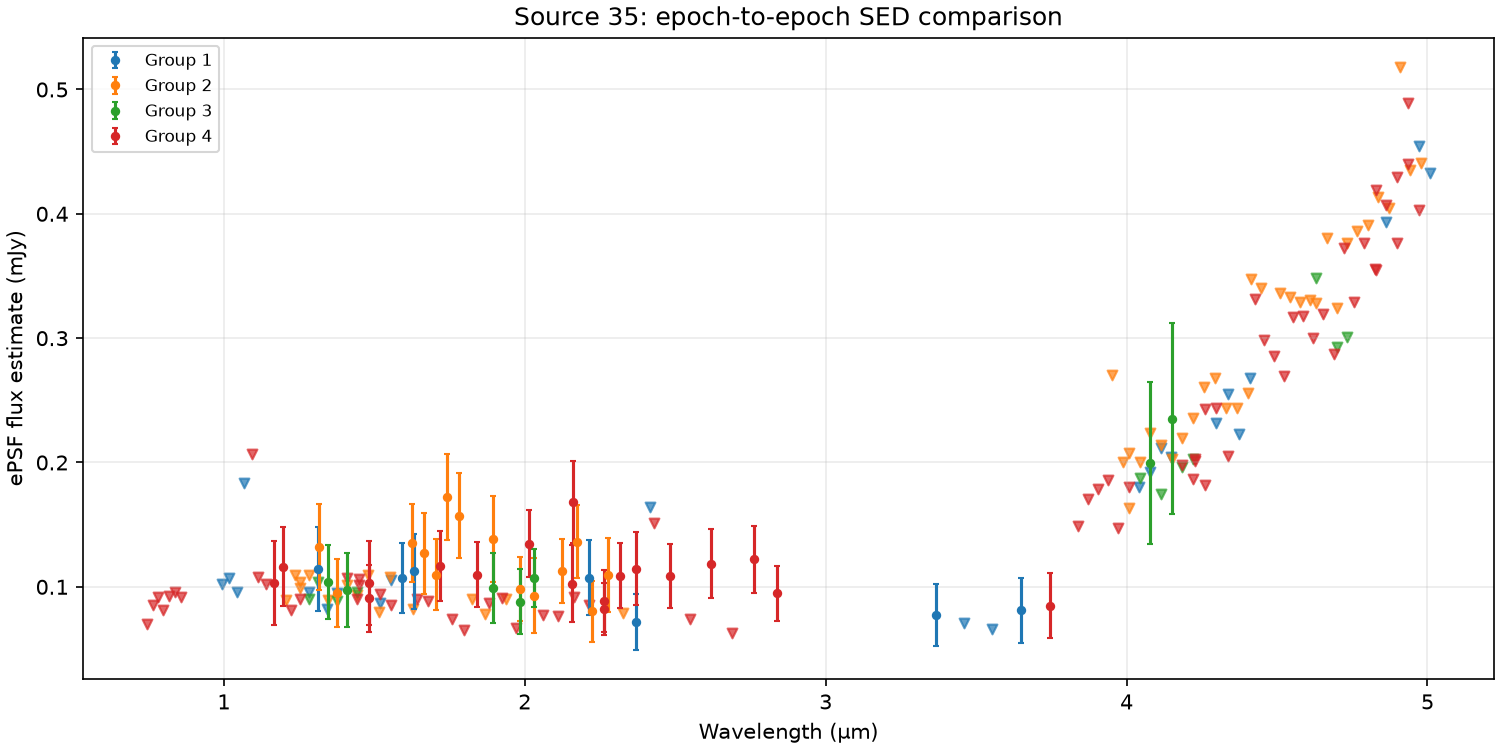 Source 35: epoch-to-epoch SED comparison
Group 1
Group 2
Group 3
Group 4
ePSF flux estimate (mJy)
0.5
0.4
0.3
0.2
0.1
1 2 3 4 5
Wavelength (μm)